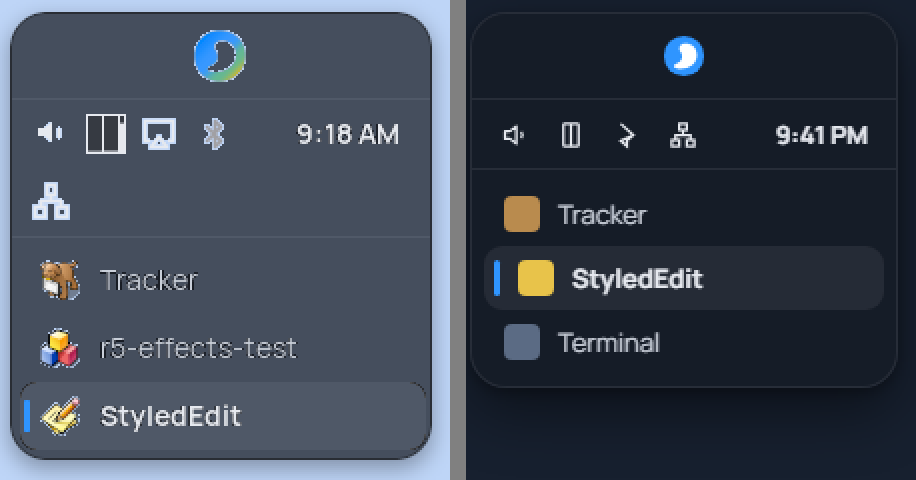 9:18 AM
Tracker
r5-effects-test
StyledEdit
9:41 PM
Tracker
StyledEdit
Terminal